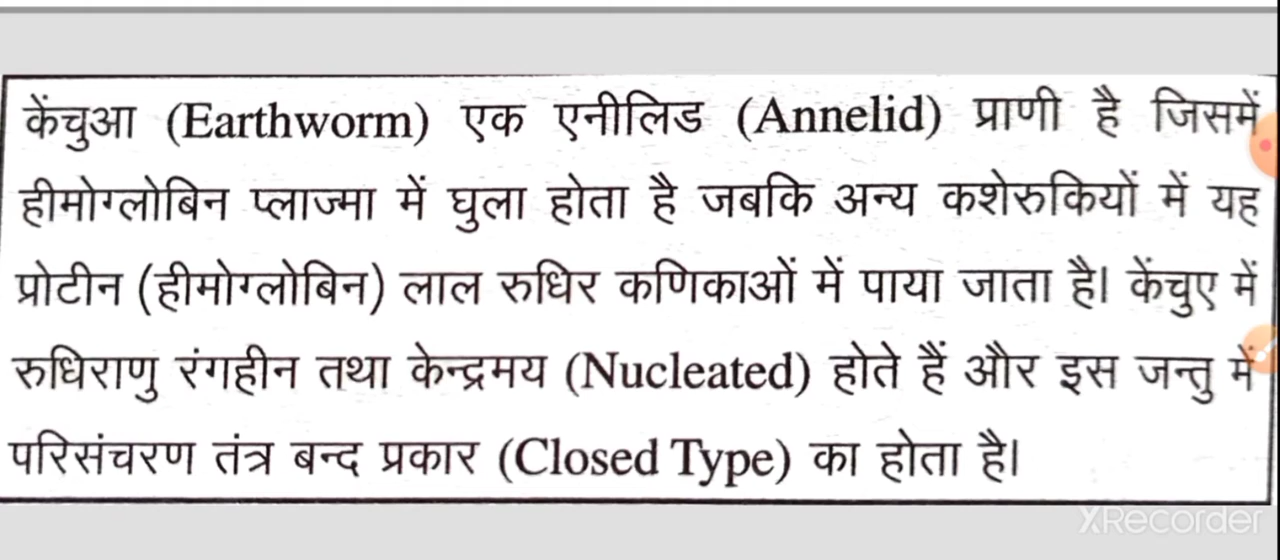 केंचुआ (Earthworm) एक एनीलिड (Annelid) प्राणी है जिसमें
हीमोग्लोबिन प्लाज्मा में घुला होता है जबकि अन्य कशेरुकियों में यह
प्रोटीन (हीमोग्लोबिन) लाल रुधिर कणिकाओं में पाया जाता है। केंचुए में
रुधिराणु रंगहीन तथा केन्द्रमय (Nucleated) होते हैं और इस जन्तु में
परिसंचरण तंत्र बन्द प्रकार (Closed Type) का होता है।
XRecorder